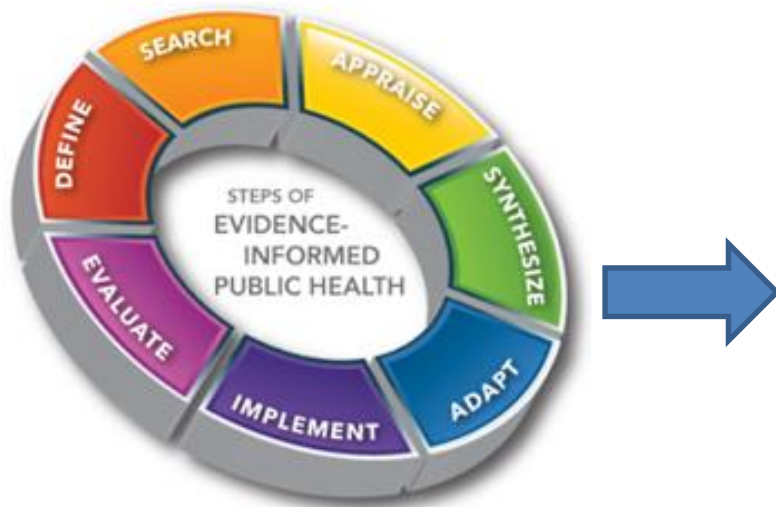 DEFINE
SEARCH
APPRAISE
SYNTHESIZE
ADAPT
IMPLEMENT
EVALUATE
STEPS OF
EVIDENCE-
INFORMED
PUBLIC HEALTH